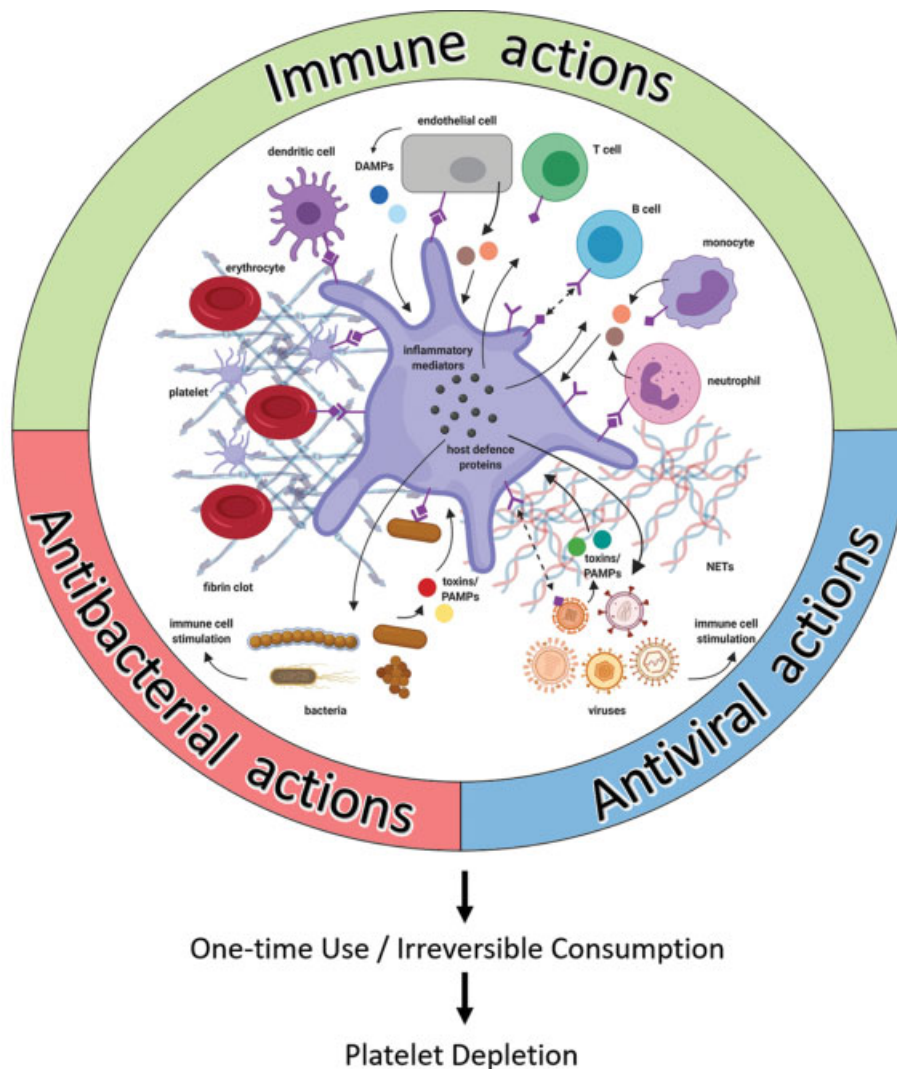 Immune actions
endothelial cell
dendritic cell
DAMPs
T cell
B cell
monocyte
erythrocyte
inflammatory
mediators
platelet
neutrophil
host defence
proteins
fibrin clot
toxins/
PAMPs
toxins/
PAMPs
NETs
immune cell
stimulation
immune cell
stimulation
bacteria
viruses
Antibacterial actions
Antiviral actions
One-time Use / Irreversible Consumption
Platelet Depletion